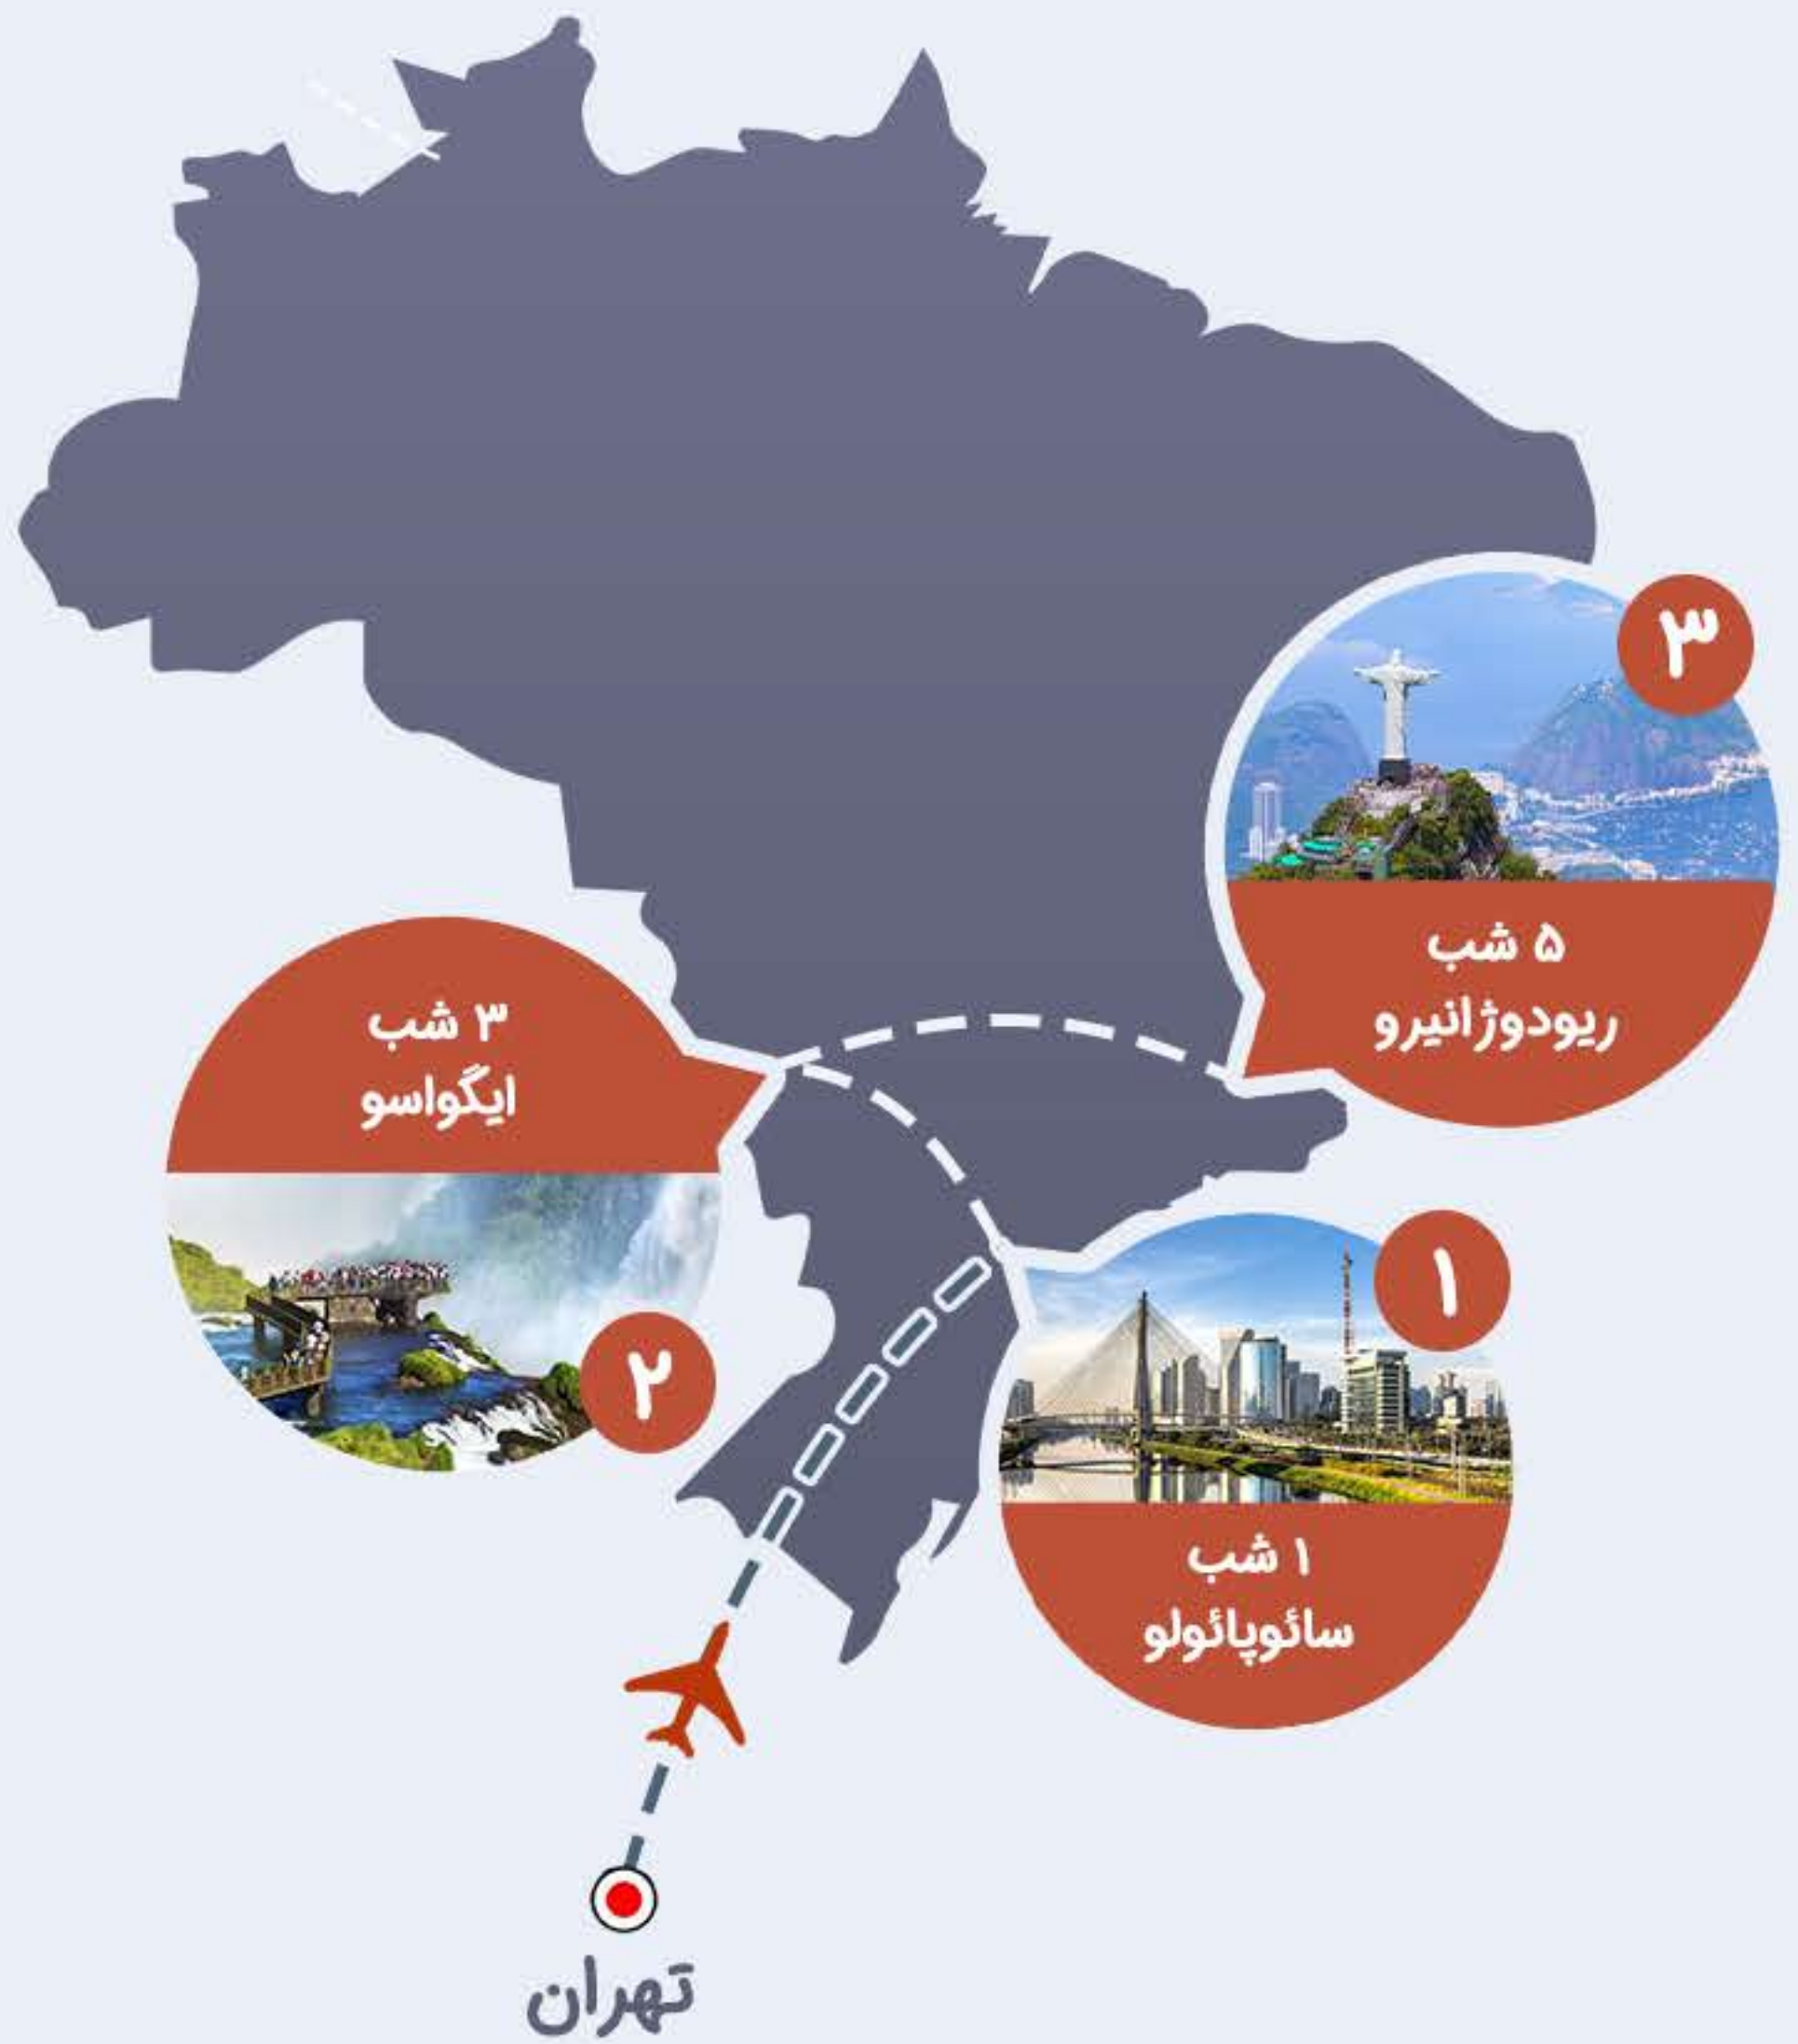 ۳
۵ شب
ریودوژانیرو
۳ شب
ایگواسو
۲
۱
۱ شب
سائوپائولو
تهران